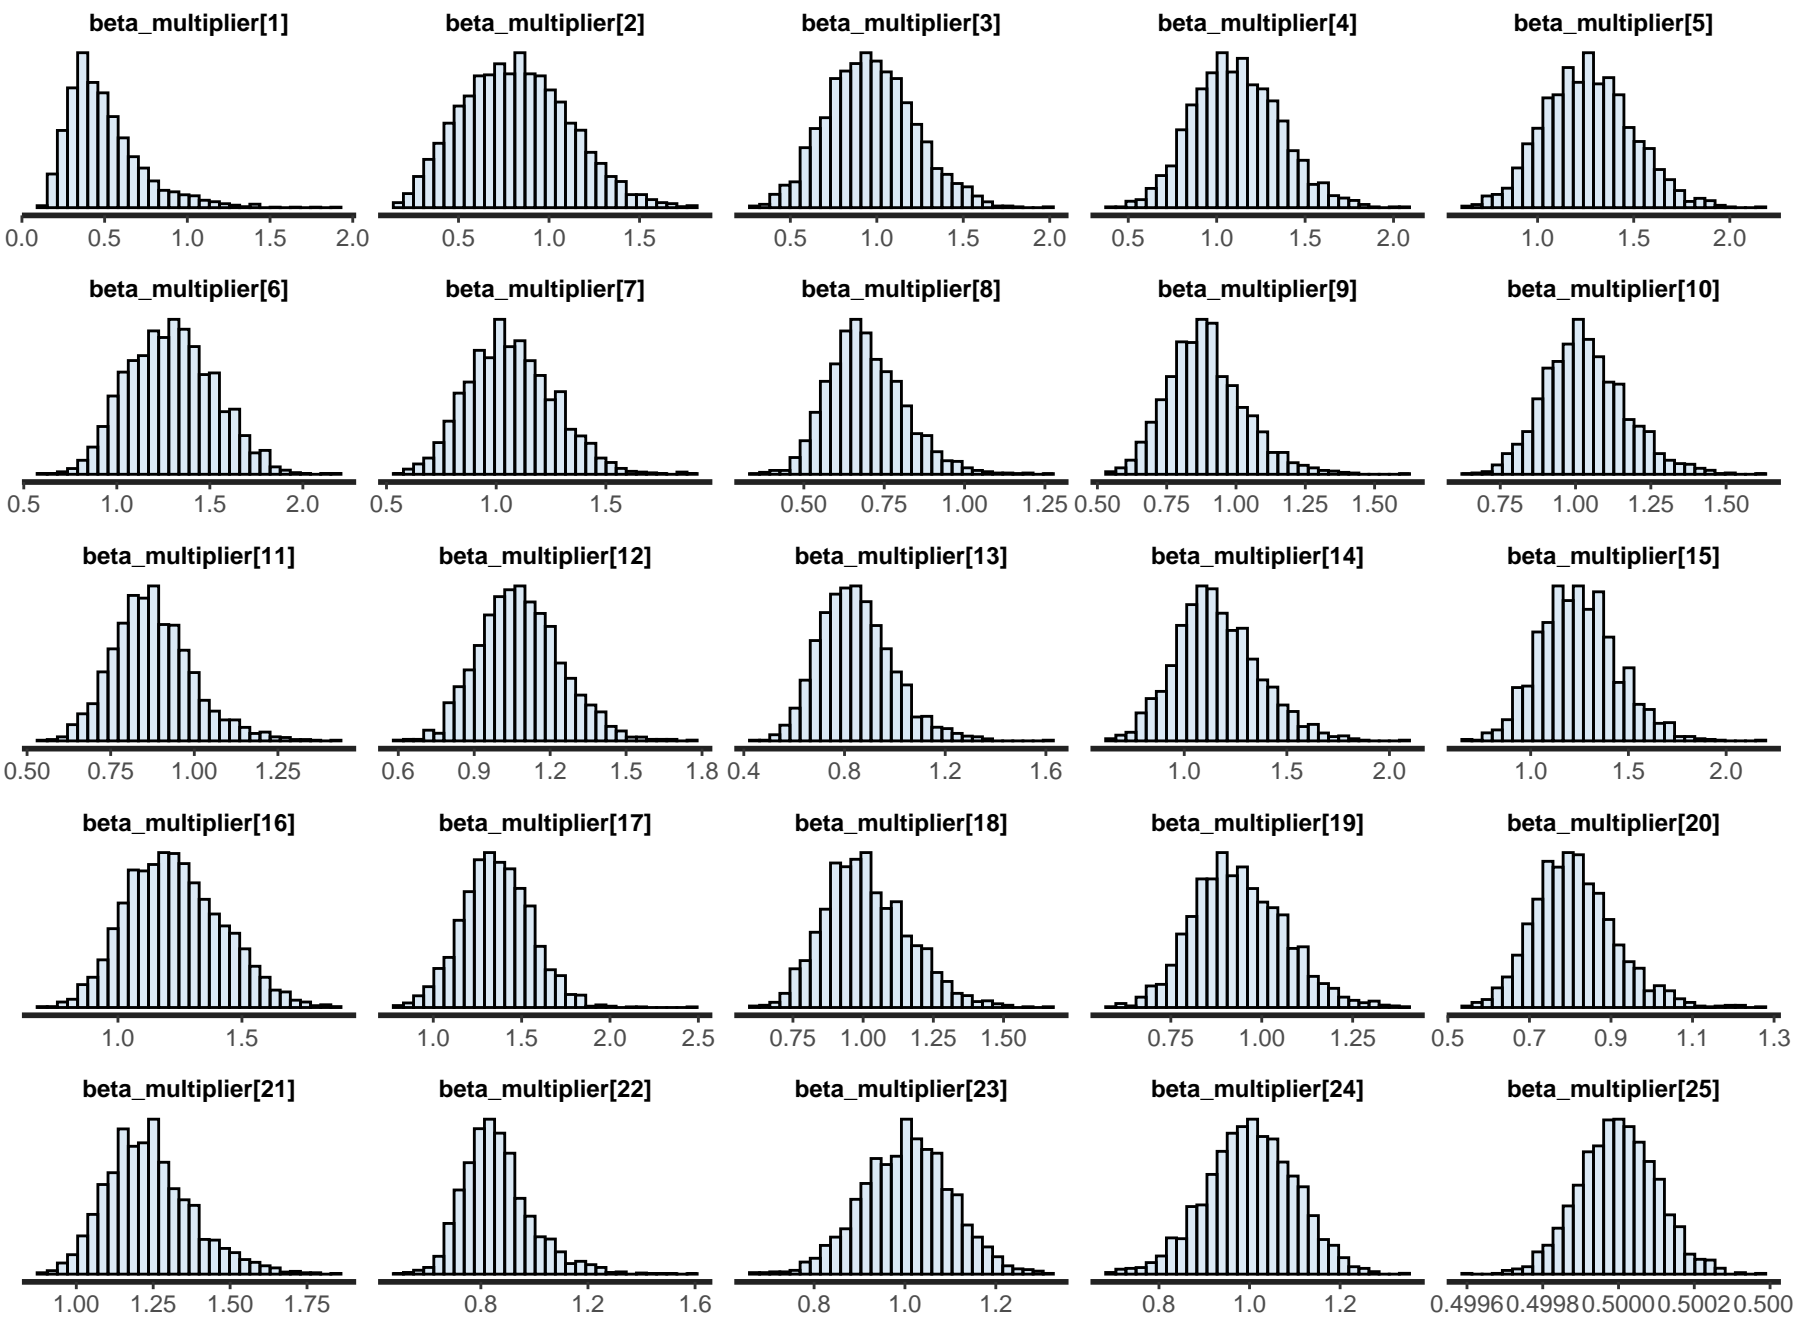 beta_multiplier[1] beta_multiplier[2] beta_multiplier[3] beta_multiplier[4] beta_multiplier[5]
0.0 0.5 1.0 1.5 2.0 0.5 1.0 1.5 0.5 1.0 1.5 2.0 0.5 1.0 1.5 2.0 1.0 1.5 2.0
beta_multiplier[6] beta_multiplier[7] beta_multiplier[8] beta_multiplier[9] beta_multiplier[10]
0.5 1.0 1.5 2.0 0.5 1.0 1.5 0.50 0.75 1.00 1.25 0.50 0.75 1.00 1.25 1.50 0.75 1.00 1.25 1.50
beta_multiplier[11] beta_multiplier[12] beta_multiplier[13] beta_multiplier[14] beta_multiplier[15]
0.50 0.75 1.00 1.25 0.6 0.9 1.2 1.5 1.8 0.4 0.8 1.2 1.6 1.0 1.5 2.0 1.0 1.5 2.0
beta_multiplier[16] beta_multiplier[17] beta_multiplier[18] beta_multiplier[19] beta_multiplier[20]
1.0 1.5 1.0 1.5 2.0 2.5 0.75 1.00 1.25 1.50 0.75 1.00 1.25 0.5 0.7 0.9 1.1 1.3
beta_multiplier[21] beta_multiplier[22] beta_multiplier[23] beta_multiplier[24] beta_multiplier[25]
1.00 1.25 1.50 1.75 0.8 1.2 1.6 0.8 1.0 1.2 0.8 1.0 1.2 0.4996 0.4998 0.5000 0.5002 0.500